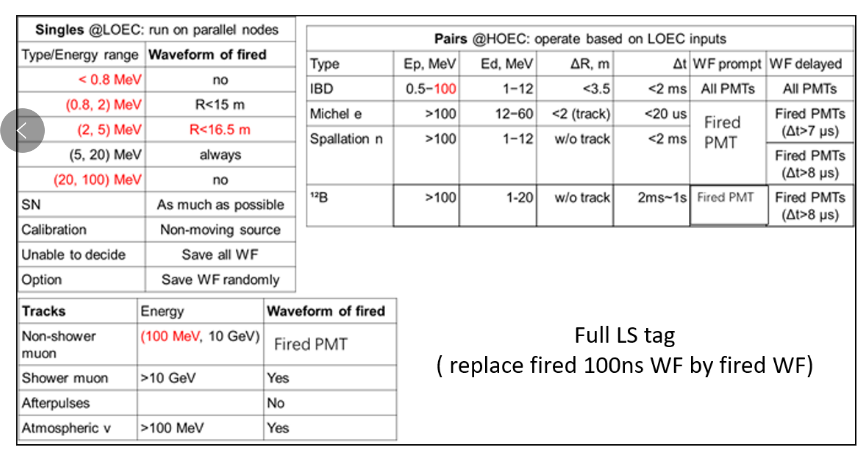 Singles @LOEC: run on parallel nodes
Type/Energy range Waveform of fired
< 0.8 MeV no
(0.8, 2) MeV R<15 m
(2, 5) MeV R<16.5 m
(5, 20) MeV always
(20, 100) MeV no
SN As much as possible
Calibration Non-moving source
Unable to decide Save all WF
Option Save WF randomly
Pairs @HOEC: operate based on LOEC inputs
Type Ep, MeV Ed, MeV ΔR, m Δt WF prompt WF delayed
IBD 0.5−100 1−12 <3.5 <2 ms All PMTs All PMTs
Michel e >100 12−60 <2 (track) <20 us Fired PMT Fired PMTs
(Δt>7 μs)
Spallation n >100 1−12 w/o track <2 ms Fired PMTs
(Δt>8 μs)
¹²B >100 1-20 w/o track 2ms~1s Fired PMT Fired PMTs
(Δt>8 μs)
Tracks Energy Waveform of fired
Non-shower muon (100 MeV, 10 GeV) Fired PMT
Shower muon >10 GeV Yes
Afterpulses No
Atmospheric ν >100 MeV Yes
Full LS tag
( replace fired 100ns WF by fired WF)